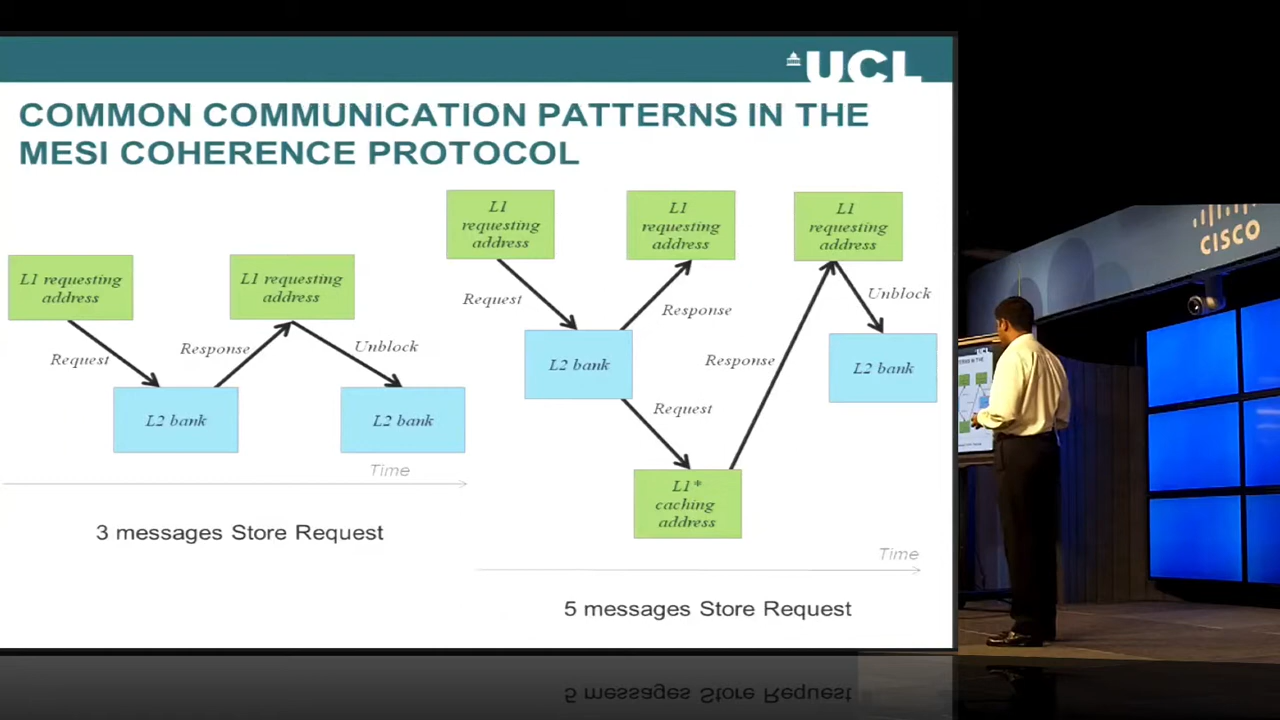 UCL
COMMON COMMUNICATION PATTERNS IN THE
MESI COHERENCE PROTOCOL
L1 requesting
address
L1 requesting
address
Request
Response
Unblock
L2 bank
L2 bank
Time
3 messages Store Request
L1
requesting
address
L1
requesting
address
L1
requesting
address
Request
Response
Response
Unblock
L2 bank
L2 bank
Request
L1*
caching
address
Time
5 messages Store Request
CISCO
UCL
5 messages Store Request